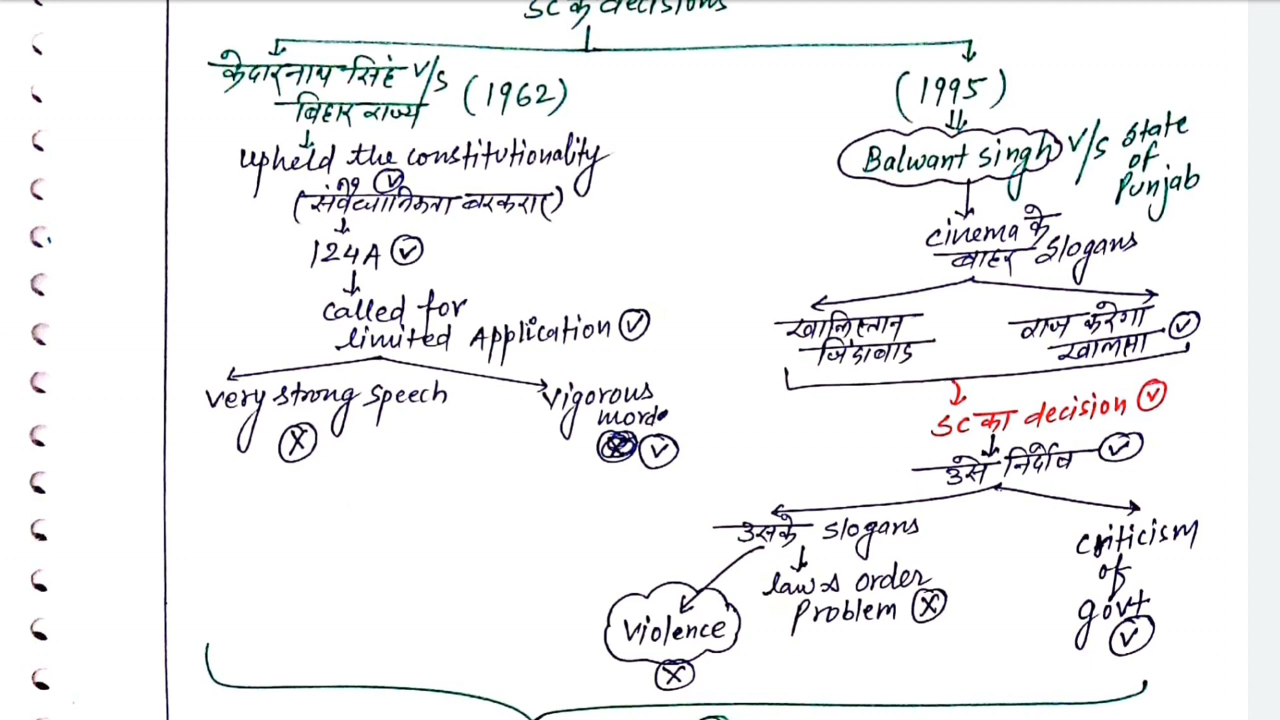 SC के decisions
केदारनाथ सिंह v/s
बिहार राज्य
(1962)
upheld the constitutionality
(संवैधानिकता बरकरार)
124A
called for
limited Application
very strong speech
vigorous
words
(1995)
Balwant singh v/s State
of
Punjab
cinema के
बाहर slogans
खालिस्तान
जिंदाबाद
राज करेगा
खालसा
SC का decision
उसे निर्दोष
उसके slogans
law & order
Problem
Violence
criticism
of
govt